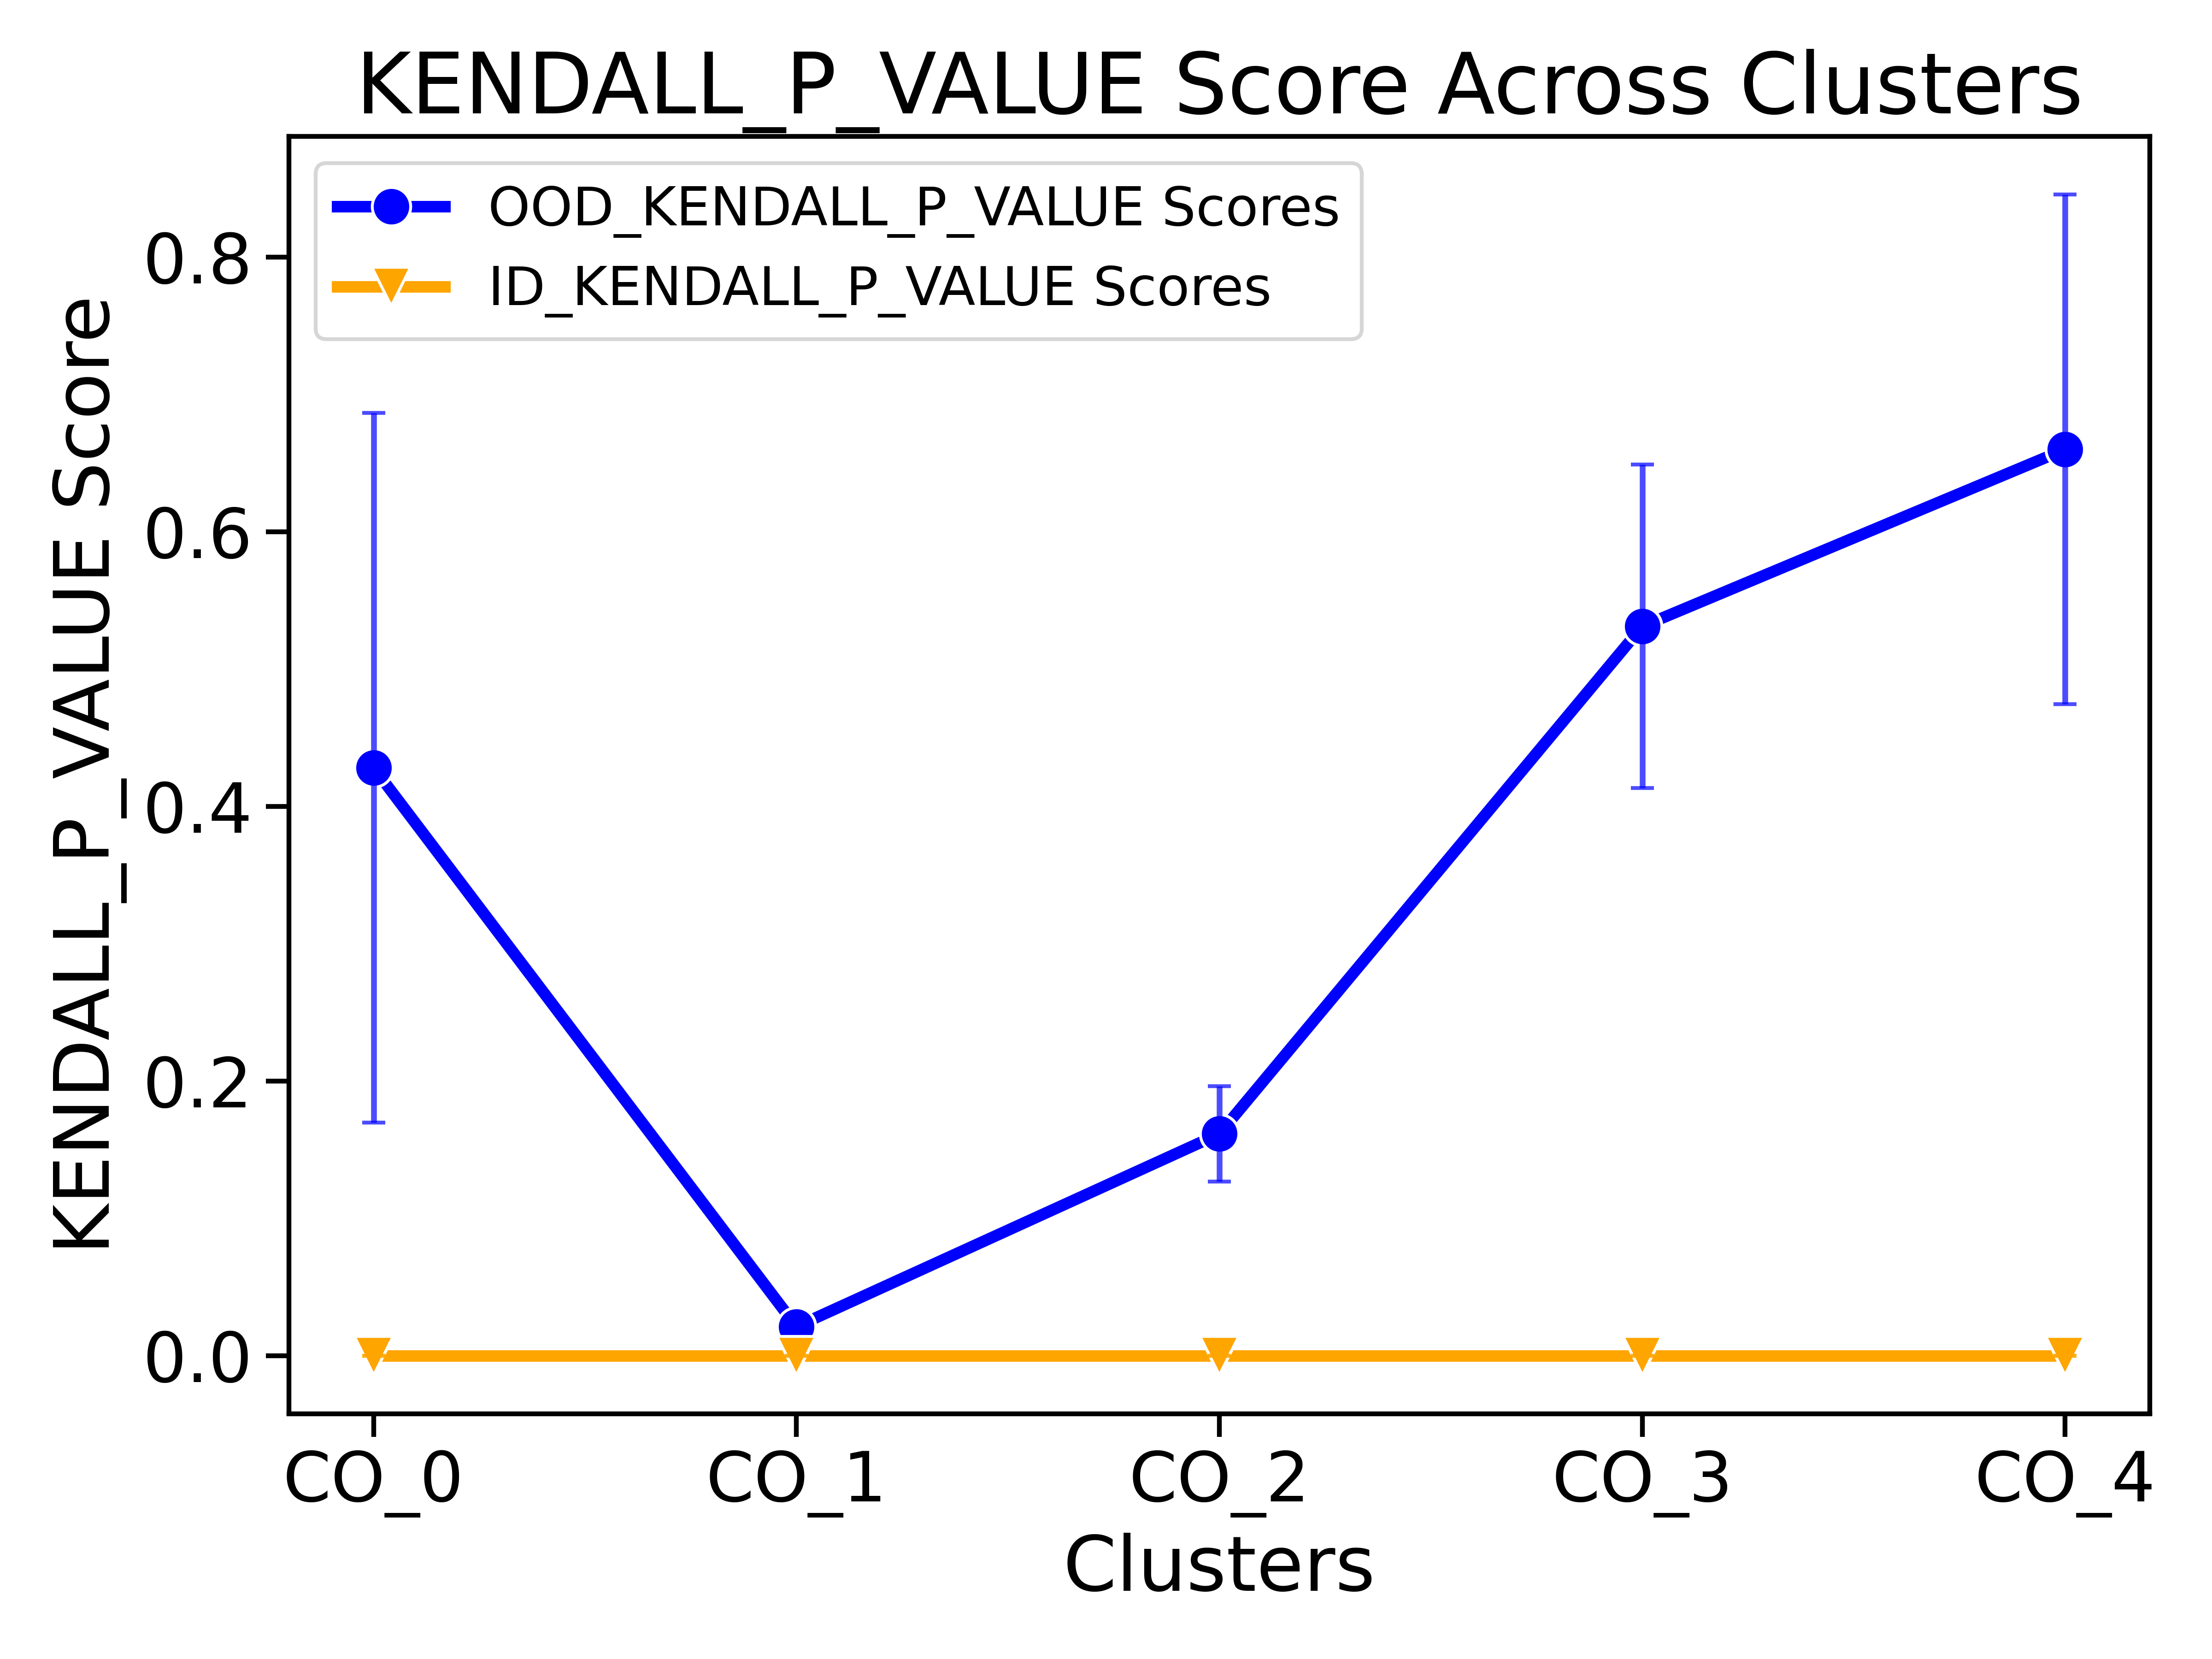 KENDALL_P_VALUE Score Across Clusters
OOD_KENDALL_P_VALUE Scores
ID_KENDALL_P_VALUE Scores
KENDALL_P_VALUE Score
0.8
0.6
0.4
0.2
0.0
CO_0 CO_1 CO_2 CO_3 CO_4
Clusters